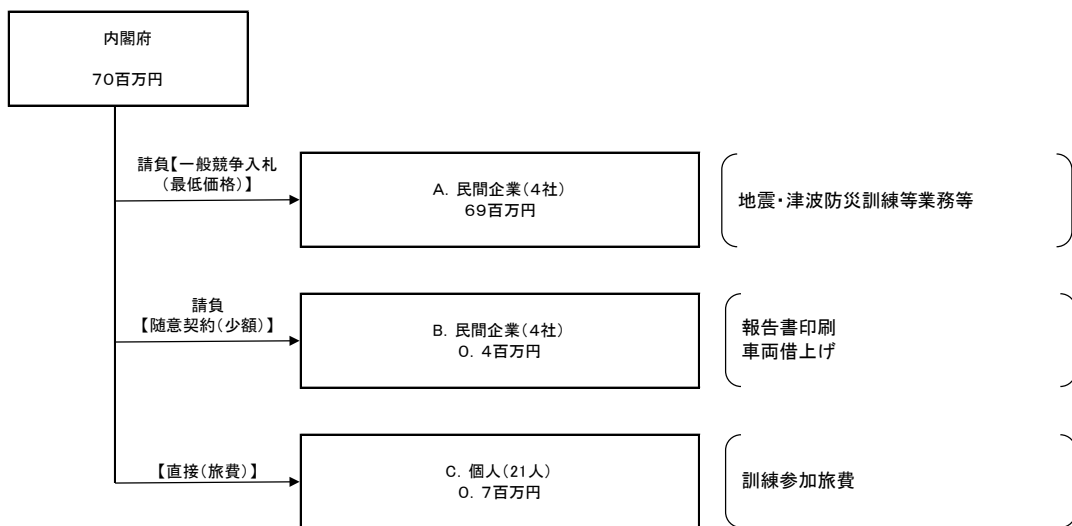 内閣府
70百万円
請負【一般競争入札
（最低価格）】
A. 民間企業（4社）
69百万円
地震・津波防災訓練等業務等
請負
【随意契約（少額）】
B. 民間企業（4社）
0. 4百万円
報告書印刷
車両借上げ
【直接（旅費）】
C. 個人（21人）
0. 7百万円
訓練参加旅費